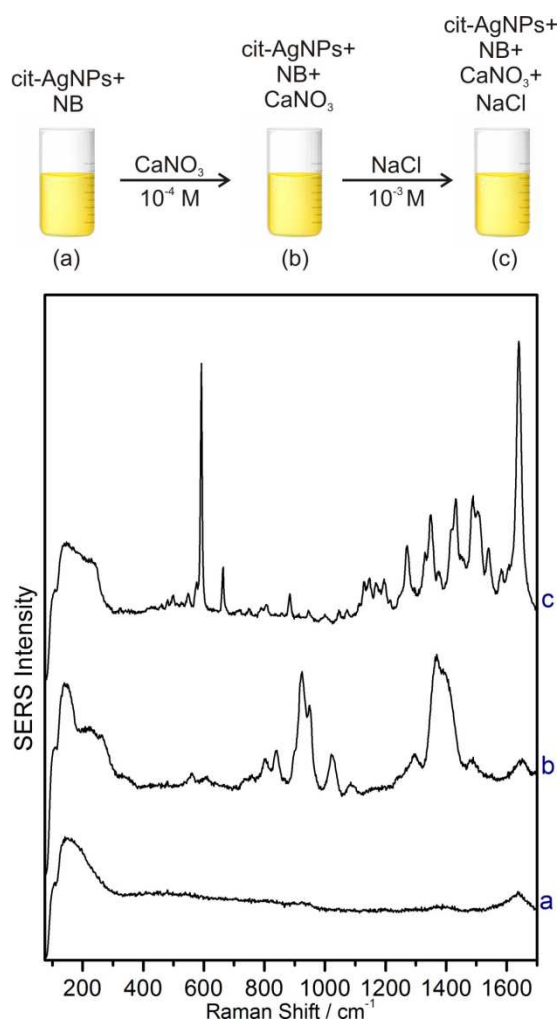 cit-AgNPs+
NB
cit-AgNPs+
NB+
CaNO₃
cit-AgNPs+
NB+
CaNO₃+
NaCl
CaNO₃
10⁻⁴ M
NaCl
10⁻³ M
(a)
(b)
(c)
SERS Intensity
c
b
a
200 400 600 800 1000 1200 1400 1600
Raman Shift / cm⁻¹